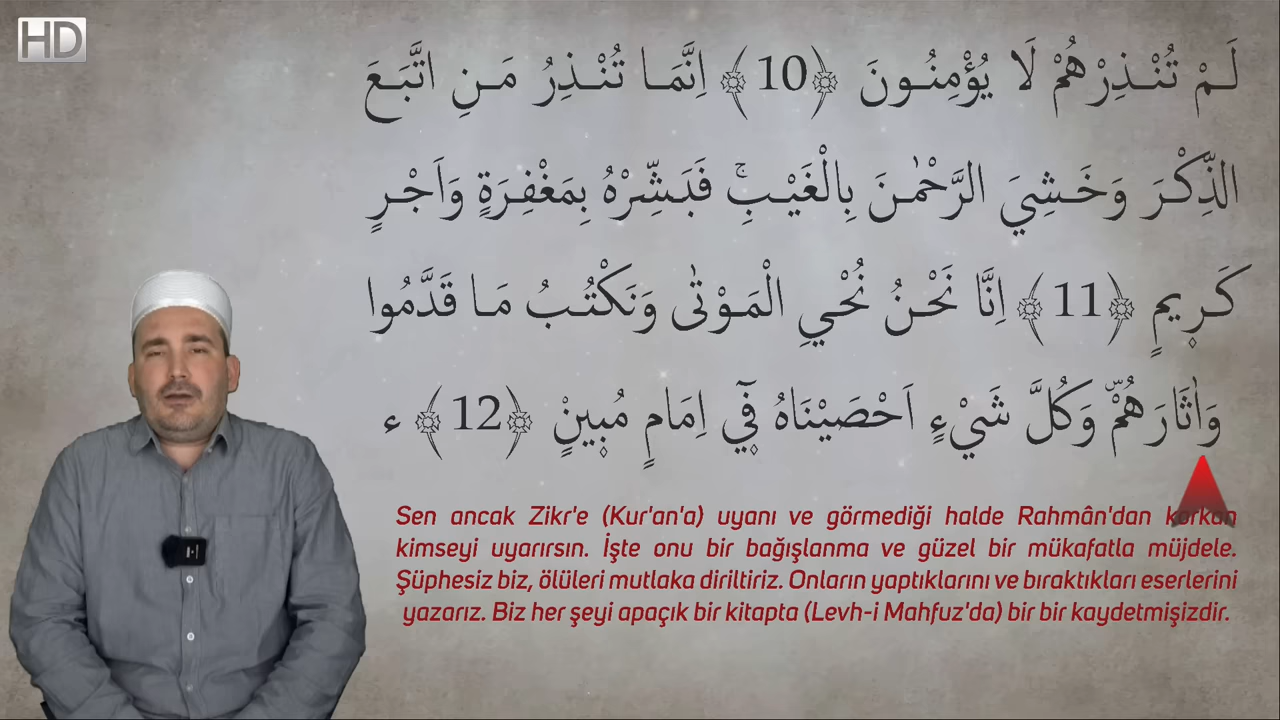 HD
لَمْ تُنْذِرْهُمْ لَا يُؤْمِنُونَ ﴿10﴾ اِنَّمَا تُنْذِرُ مَنِ اتَّبَعَ
الذِّكْرَ وَخَشِيَ الرَّحْمٰنَ بِالْغَيْبِۚ فَبَشِّرْهُ بِمَغْفِرَةٍ وَاَجْرٍ
كَر۪يمٍ ﴿11﴾ اِنَّا نَحْنُ نُحْيِ الْمَوْتٰى وَنَكْتُبُ مَا قَدَّمُوا
وَاٰثَارَهُمْۜ وَكُلَّ شَيْءٍ اَحْصَيْنَاهُ ف۪ٓي اِمَامٍ مُب۪ينٍ۟ ﴿12﴾ ء
Sen ancak Zikr'e (Kur'an'a) uyanı ve görmediği halde Rahmân'dan korkan
kimseyi uyarırsın. İşte onu bir bağışlanma ve güzel bir mükafatla müjdele.
Şüphesiz biz, ölüleri mutlaka diriltiriz. Onların yaptıklarını ve bıraktıkları eserlerini
yazarız. Biz her şeyi apaçık bir kitapta (Levh-i Mahfuz'da) bir bir kaydetmişizdir.